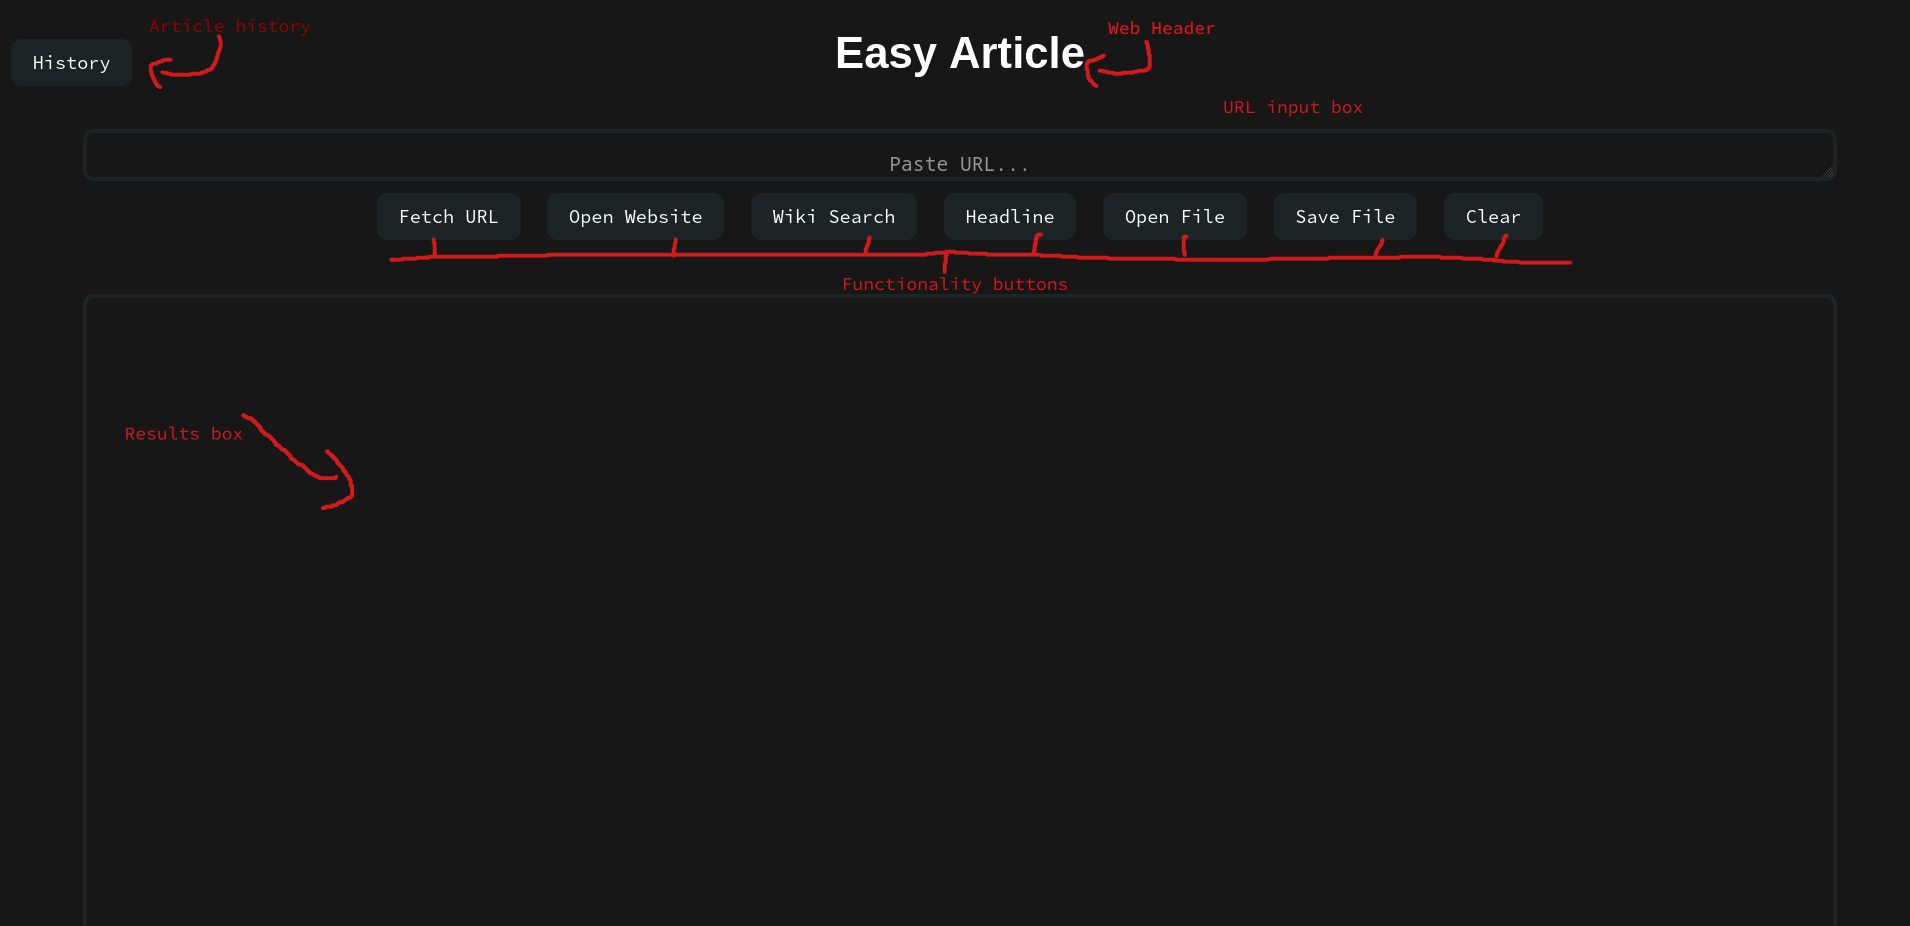 Article history
Web Header
History
Easy Article
URL input box
Paste URL...
Fetch URL
Open Website
Wiki Search
Headline
Open File
Save File
Clear
Functionality buttons
Results box